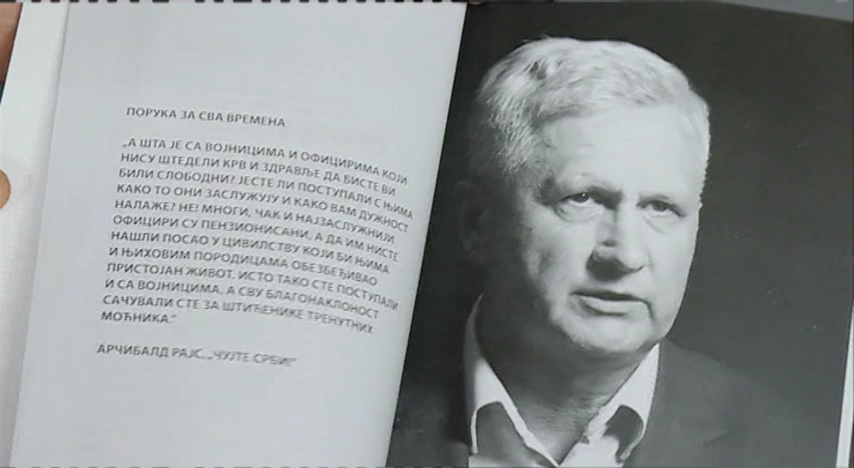 ПОРУКА ЗА СВА ВРЕМЕНА
„А ШТА ЈЕ СА ВОЈНИЦИМА И ОФИЦИРИМА КОЈИ
НИСУ ШТЕДЕЛИ КРВ И ЗДРАВЉЕ ДА БИСТЕ ВИ
БИЛИ СЛОБОДНИ? ЈЕСТЕ ЛИ ПОСТУПАЛИ С ЊИМА
КАКО ТО ОНИ ЗАСЛУЖУЈУ И КАКО ВАМ ДУЖНОСТ
НАЛАЖЕ? НЕ! МНОГИ, ЧАК И НАЈЗАСЛУЖНИЈИ
ОФИЦИРИ СУ ПЕНЗИОНИСАНИ, А ДА ИМ НИСТЕ
НАШЛИ ПОСАО У ЦИВИЛСТВУ КОЈИ БИ ЊИМА
И ЊИХОВИМ ПОРОДИЦАМА ОБЕЗБЕЂИВАО
ПРИСТОЈАН ЖИВОТ. ИСТО ТАКО СТЕ ПОСТУПАЛИ
И СА ВОЈНИЦИМА, А СВУ БЛАГОНАКЛОНОСТ
САЧУВАЛИ СТЕ ЗА ШТИЋЕНИКЕ ТРЕНУТНИХ
МОЋНИКА.“
АРЧИБАЛД РАЈС, „ЧУЈТЕ СРБИ!“